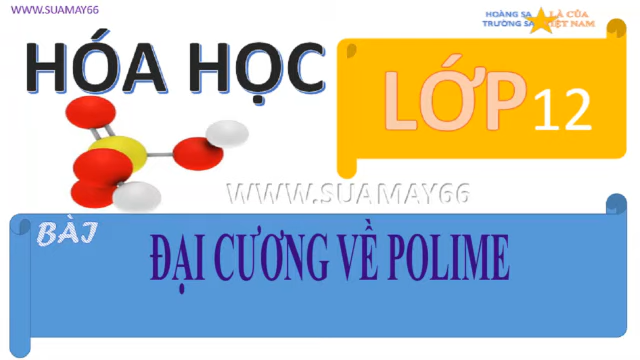 WWW.SUAMAY66
HOÀNG SA LÀ CỦA
TRƯỜNG SA VIỆT NAM
HÓA HỌC
LỚP 12
WWW.SUAMAY66
BÀI
ĐẠI CƯƠNG VỀ POLIME